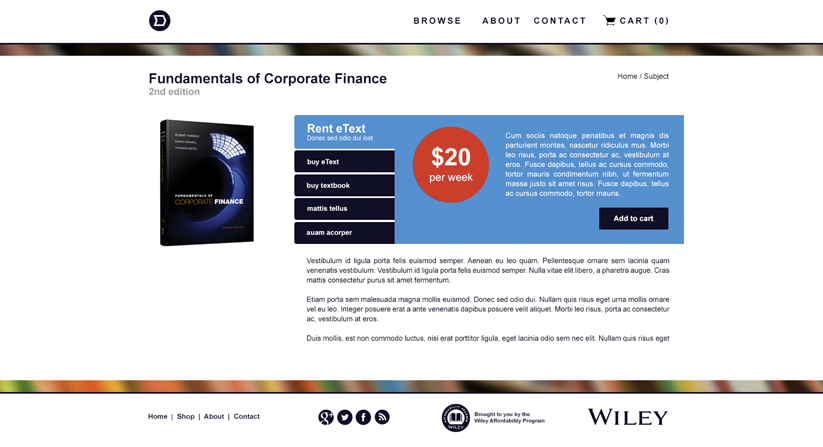 D
BROWSE ABOUT CONTACT CART (0)
Fundamentals of Corporate Finance
2nd edition
Home / Subject
ROBERT PARRINO
DAVID KIDWELL
THOMAS BATES
FUNDAMENTALS OF
CORPORATE FINANCE
SECOND EDITION
Rent eText
Donec sed odio dui lost
buy eText
buy textbook
mattis tellus
auam acorper
$20
per week
Cum sociis natoque penatibus et magnis dis
parturient montes, nascetur ridiculus mus. Morbi
leo risus, porta ac consectetur ac, vestibulum at
eros. Fusce dapibus, tellus ac cursus commodo,
tortor mauris condimentum nibh, ut fermentum
massa justo sit amet risus. Fusce dapibus, tellus
ac cursus commodo, tortor mauris.
Add to cart
Vestibulum id ligula porta felis euismod semper. Aenean eu leo quam. Pellentesque ornare sem lacinia quam
venenatis vestibulum. Vestibulum id ligula porta felis euismod semper. Nulla vitae elit libero, a pharetra augue. Cras
mattis consectetur purus sit amet fermentum.
Etiam porta sem malesuada magna mollis euismod. Donec sed odio dui. Nullam quis risus eget urna mollis ornare
vel eu leo. Integer posuere erat a ante venenatis dapibus posuere velit aliquet. Morbi leo risus, porta ac consectetur
ac, vestibulum at eros.
Duis mollis, est non commodo luctus, nisi erat porttitor ligula, eget lacinia odio sem nec elit. Nullam quis risus eget
Home | Shop | About | Contact
g+
WILEY
Brought to you by the
Wiley Affordability Program
WILEY